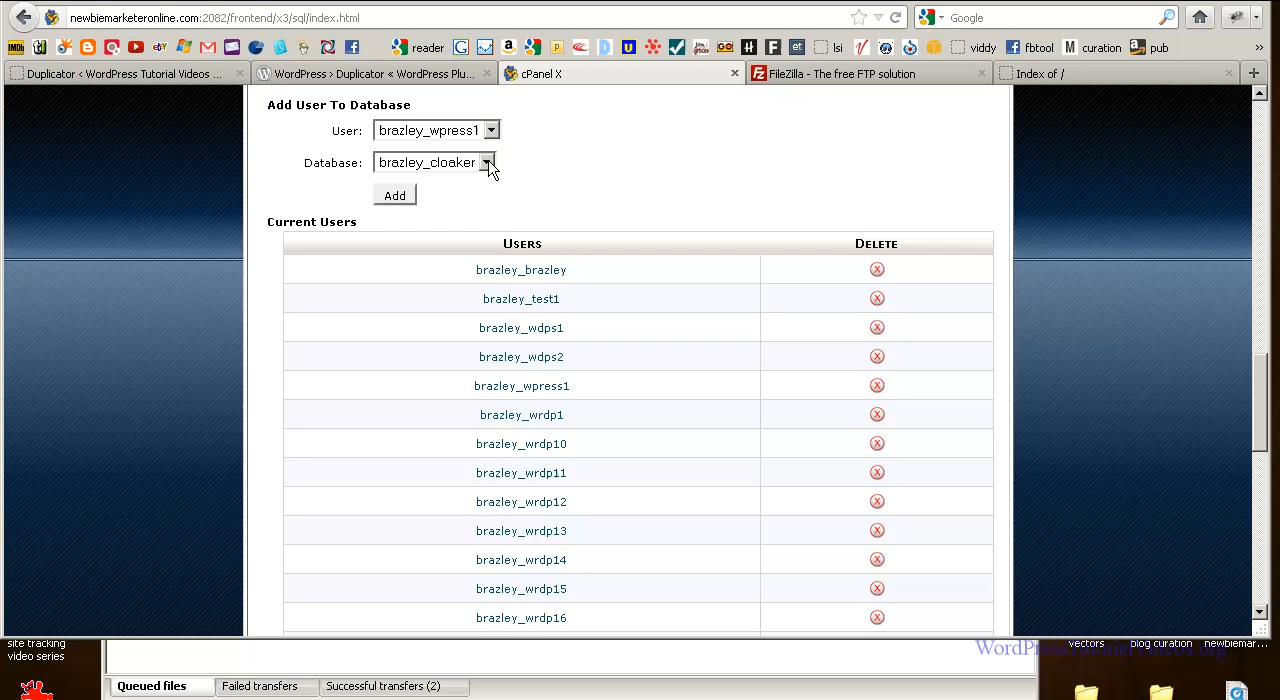 newbiemarketeronline.com:2082/frontend/x3/sql/index.html
Google
reader
lsi
viddy
fbtool
curation
pub
Duplicator ‹ WordPress Tutorial Videos ...
WordPress › Duplicator « WordPress Plu...
cPanel X
FileZilla - The free FTP solution
Index of /
Add User To Database
User: brazley_wpress1
Database: brazley_cloaker
Add
Current Users
Users Delete
brazley_brazley
brazley_test1
brazley_wdps1
brazley_wdps2
brazley_wpress1
brazley_wrdp1
brazley_wrdp10
brazley_wrdp11
brazley_wrdp12
brazley_wrdp13
brazley_wrdp14
brazley_wrdp15
brazley_wrdp16
site tracking
video series
vectors
blog curation
newbiemar...
Queued files
Failed transfers
Successful transfers (2)